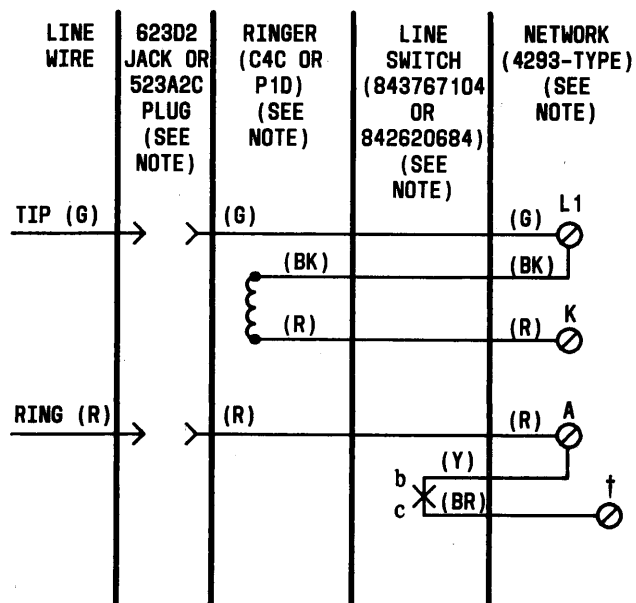 LINE
WIRE
623D2
JACK OR
523A2C
PLUG
(SEE
NOTE)
RINGER
(C4C OR
P1D)
(SEE
NOTE)
LINE
SWITCH
(843767104
OR
842620684)
(SEE
NOTE)
NETWORK
(4293-TYPE)
(SEE
NOTE)
TIP (G)
(G)
(G)
L1
(BK)
(BK)
(R)
(R)
K
RING (R)
(R)
(R)
A
b
(Y)
c
(BR)
†